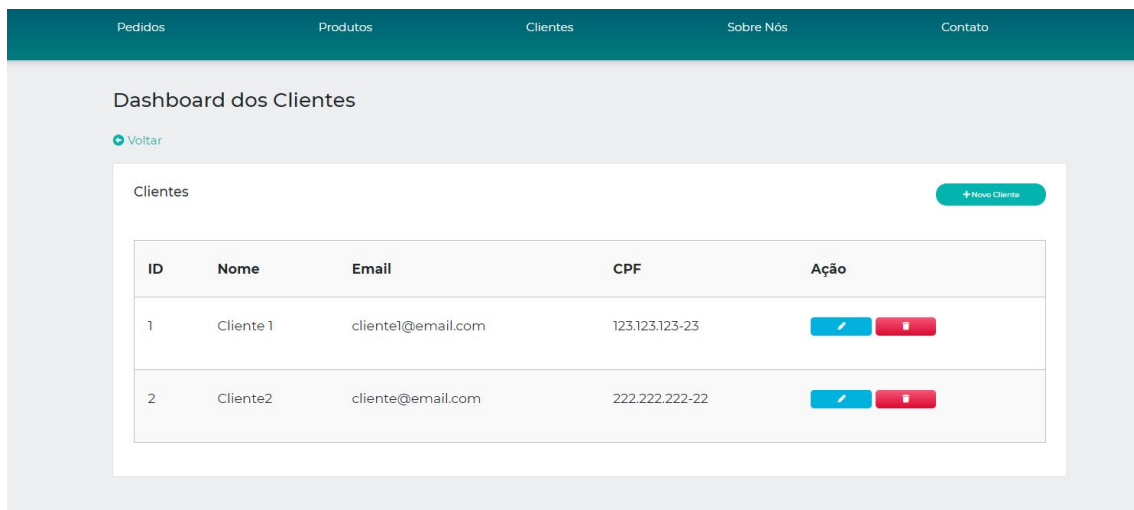 Pedidos Produtos Clientes Sobre Nós Contato
Dashboard dos Clientes
Voltar
Clientes
+ Novo Cliente
ID Nome Email CPF Ação
1 Cliente 1 cliente1@email.com 123.123.123-23
2 Cliente2 cliente@email.com 222.222.222-22